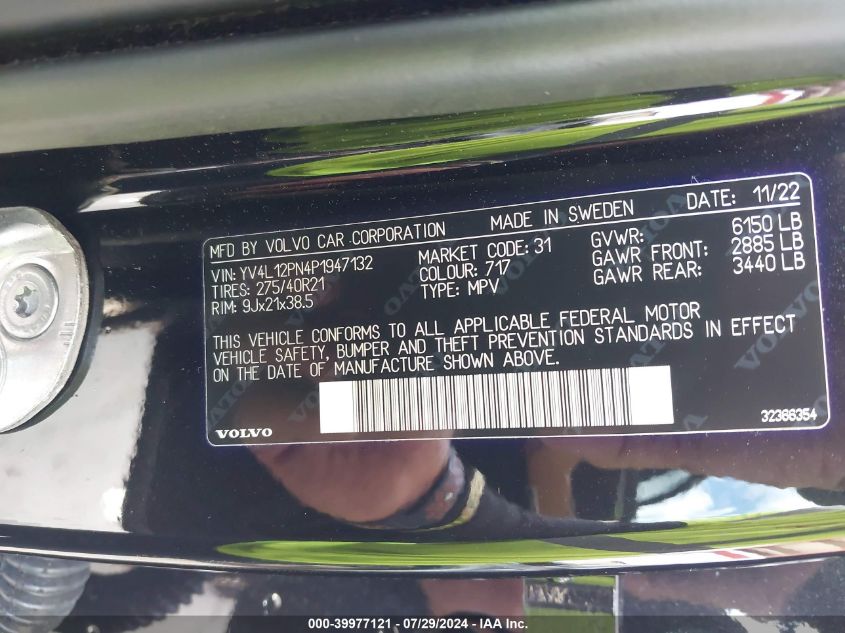 MFD BY VOLVO CAR CORPORATION MADE IN SWEDEN DATE: 11/22
VIN: YV4L12PN4P1947132 MARKET CODE: 31 GVWR: 6150 LB
TIRES: 275/40R21 COLOUR: 717 GAWR FRONT: 2885 LB
RIM: 9Jx21x38.5 TYPE: MPV GAWR REAR: 3440 LB
THIS VEHICLE CONFORMS TO ALL APPLICABLE FEDERAL MOTOR
VEHICLE SAFETY, BUMPER AND THEFT PREVENTION STANDARDS IN EFFECT
ON THE DATE OF MANUFACTURE SHOWN ABOVE.
VOLVO 32366354
000-39977121 - 07/29/2024 - IAA Inc.